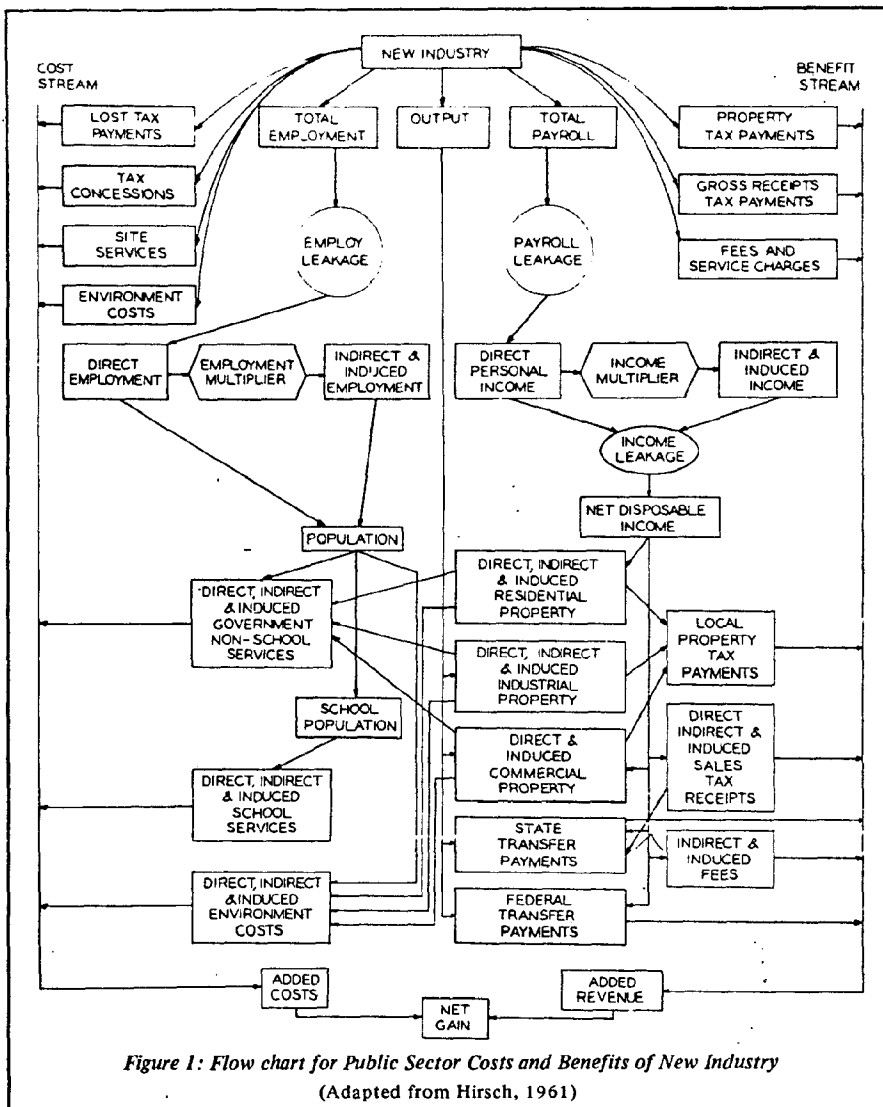 NEW INDUSTRY
COST
STREAM
BENEFIT
STREAM
LOST TAX
PAYMENTS
TOTAL
EMPLOYMENT
OUTPUT
TOTAL
PAYROLL
PROPERTY
TAX PAYMENTS
TAX
CONCESSIONS
GROSS RECEIPTS
TAX PAYMENTS
SITE
SERVICES
EMPLOY
LEAKAGE
PAYROLL
LEAKAGE
FEES AND
SERVICE CHARGES
ENVIRONMENT
COSTS
DIRECT
EMPLOYMENT
EMPLOYMENT
MULTIPLIER
INDIRECT &
INDUCED
EMPLOYMENT
DIRECT
PERSONAL
INCOME
INCOME
MULTIPLIER
INDIRECT &
INDUCED
INCOME
INCOME
LEAKAGE
NET DISPOSABLE
INCOME
POPULATION
DIRECT, INDIRECT
& INDUCED
GOVERNMENT
NON-SCHOOL
SERVICES
DIRECT, INDIRECT
& INDUCED
RESIDENTIAL
PROPERTY
LOCAL
PROPERTY
TAX
PAYMENTS
DIRECT, INDIRECT
& INDUCED
INDUSTRIAL
PROPERTY
SCHOOL
POPULATION
DIRECT &
INDUCED
COMMERCIAL
PROPERTY
DIRECT
INDIRECT &
INDUCED
SALES
TAX
RECEIPTS
DIRECT, INDIRECT
& INDUCED
SCHOOL
SERVICES
STATE
TRANSFER
PAYMENTS
INDIRECT &
INDUCED
FEES
DIRECT, INDIRECT
& INDUCED
ENVIRONMENT
COSTS
FEDERAL
TRANSFER
PAYMENTS
ADDED
COSTS
NET
GAIN
ADDED
REVENUE
Figure 1: Flow chart for Public Sector Costs and Benefits of New Industry
(Adapted from Hirsch, 1961)